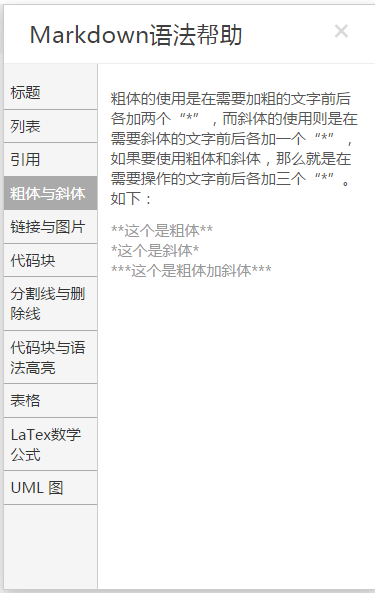 Markdown语法帮助
×
标题
列表
引用
粗体与斜体
链接与图片
代码块
分割线与删
除线
代码块与语
法高亮
表格
LaTex数学
公式
UML 图
粗体的使用是在需要加粗的文字前后
各加两个“*”，而斜体的使用则是在
需要斜体的文字前后各加一个“*”，
如果要使用粗体和斜体，那么就是在
需要操作的文字前后各加三个“*”。
如下：
**这个是粗体**
*这个是斜体*
***这个是粗体加斜体***